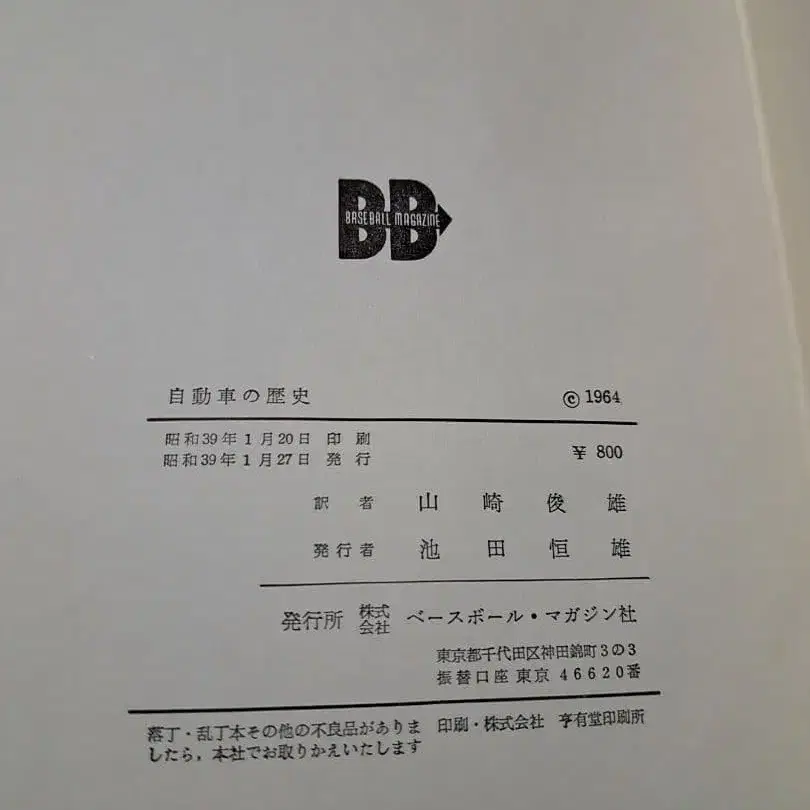 BB
BASEBALL MAGAZINE
自動車の歴史 © 1964
昭和39年1月20日 印刷
昭和39年1月27日 発行
¥ 800
訳者 山崎俊雄
発行者 池田恒雄
発行所 株式会社 ベースボール・マガジン社
東京都千代田区神田錦町3の3
振替口座 東京 46620番
落丁・乱丁本その他の不良品がありま
したら,本社でお取りかえいたします
印刷・株式会社 亨有堂印刷所